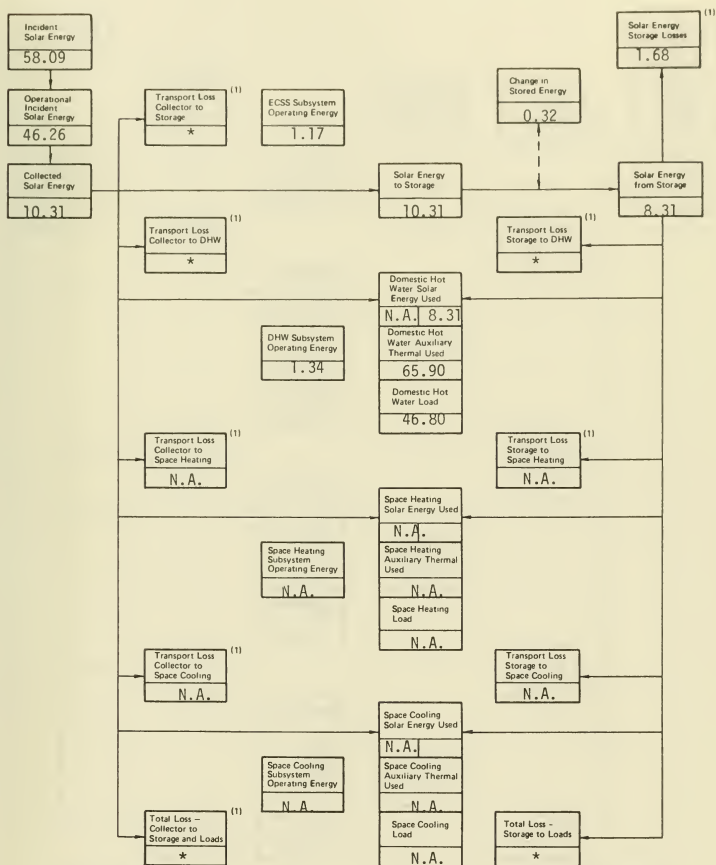 Incident
Solar Energy
58.09
Operational
Incident
Solar Energy
46.26
Collected
Solar Energy
10.31
Transport Loss
Collector to
Storage
(1)
*
ECSS Subsystem
Operating Energy
1.17
Change in
Stored Energy
0.32
Solar Energy
Storage Losses
(1)
1.68
Solar Energy
to Storage
10.31
Solar Energy
from Storage
8.31
Transport Loss
Collector to DHW
(1)
*
Transport Loss
Storage to DHW
(1)
*
Domestic Hot
Water Solar
Energy Used
N.A. 8.31
Domestic Hot
Water Auxiliary
Thermal Used
65.90
Domestic Hot
Water Load
46.80
DHW Subsystem
Operating Energy
1.34
Transport Loss
Collector to
Space Heating
(1)
N.A.
Transport Loss
Storage to
Space Heating
(1)
N.A.
Space Heating
Solar Energy Used
N.A.
Space Heating
Auxiliary Thermal
Used
N.A.
Space Heating
Load
N.A.
Space Heating
Subsystem
Operating Energy
N.A.
Transport Loss
Collector to
Space Cooling
(1)
N.A.
Transport Loss
Storage to
Space Cooling
N.A.
Space Cooling
Solar Energy Used
N.A.
Space Cooling
Auxiliary Thermal
Used
N.A.
Space Cooling
Load
N.A.
Space Cooling
Subsystem
Operating Energy
N.A.
Total Loss –
Collector to
Storage and Loads
(1)
*
Total Loss -
Storage to Loads
(1)
*